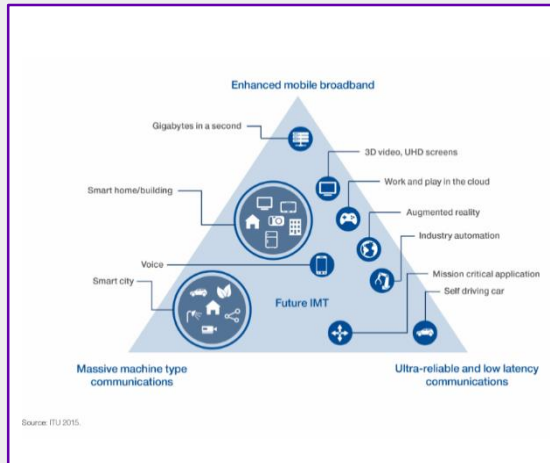 Enhanced mobile broadband
Gigabytes in a second
3D video, UHD screens
Smart home/building
Work and play in the cloud
Augmented reality
Industry automation
Voice
Mission critical application
Smart city
Self driving car
Future IMT
Massive machine type
communications
Ultra-reliable and low latency
communications
Source: ITU 2015.